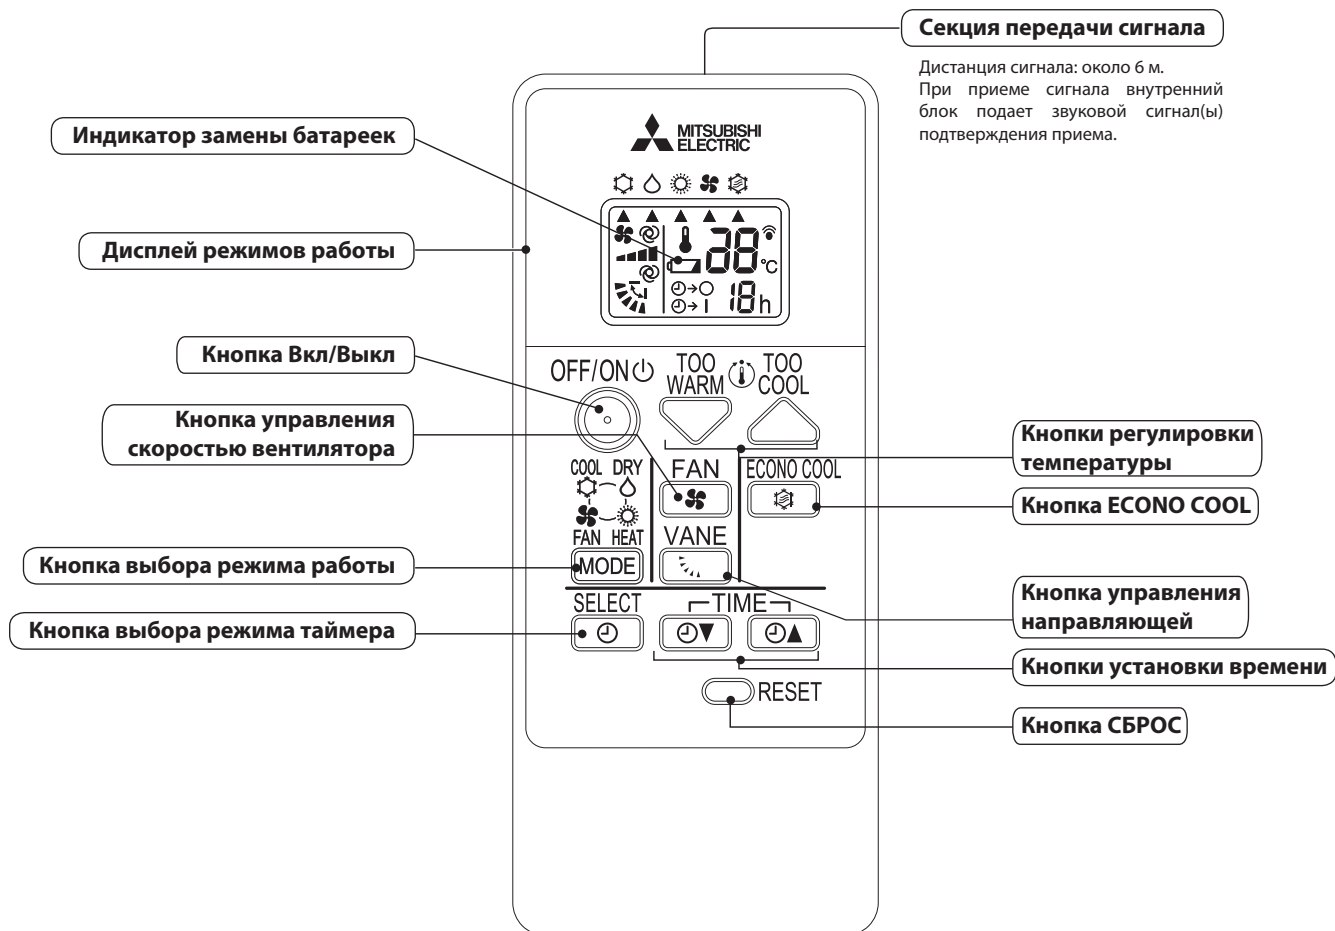 Секция передачи сигнала
Дистанция сигнала: около 6 м.
При приеме сигнала внутренний
блок подает звуковой сигнал(ы)
подтверждения приема.
Индикатор замены батареек
MITSUBISHI
ELECTRIC
Дисплей режимов работы
38°C
18h
Кнопка Вкл/Выкл
OFF/ON
TOO
WARM
TOO
COOL
Кнопка управления
скоростью вентилятора
Кнопки регулировки
температуры
COOL DRY
FAN
ECONO COOL
Кнопка ECONO COOL
FAN HEAT
VANE
Кнопка выбора режима работы
MODE
Кнопка управления
направляющей
SELECT
TIME
Кнопка выбора режима таймера
Кнопки установки времени
RESET
Кнопка СБРОС